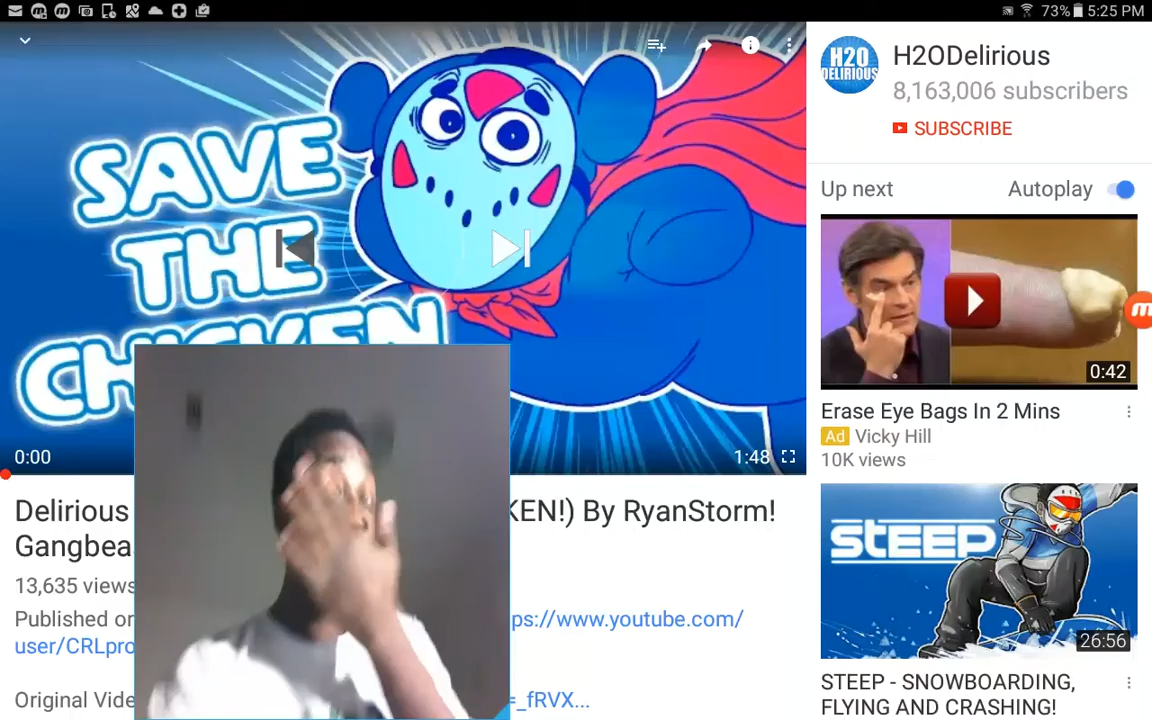 73% 5:25 PM
SAVE
THE
CHICKEN
0:00
1:48
Delirious
KEN!) By RyanStorm!
Gangbea
13,635 views
Published on
ps://www.youtube.com/
user/CRLpro
Original Vide
=_fRVX...
H2O
DELIRIOUS
H2ODelirious
8,163,006 subscribers
SUBSCRIBE
Up next
Autoplay
0:42
Erase Eye Bags In 2 Mins
Ad Vicky Hill
10K views
STEEP
26:56
STEEP - SNOWBOARDING,
FLYING AND CRASHING!